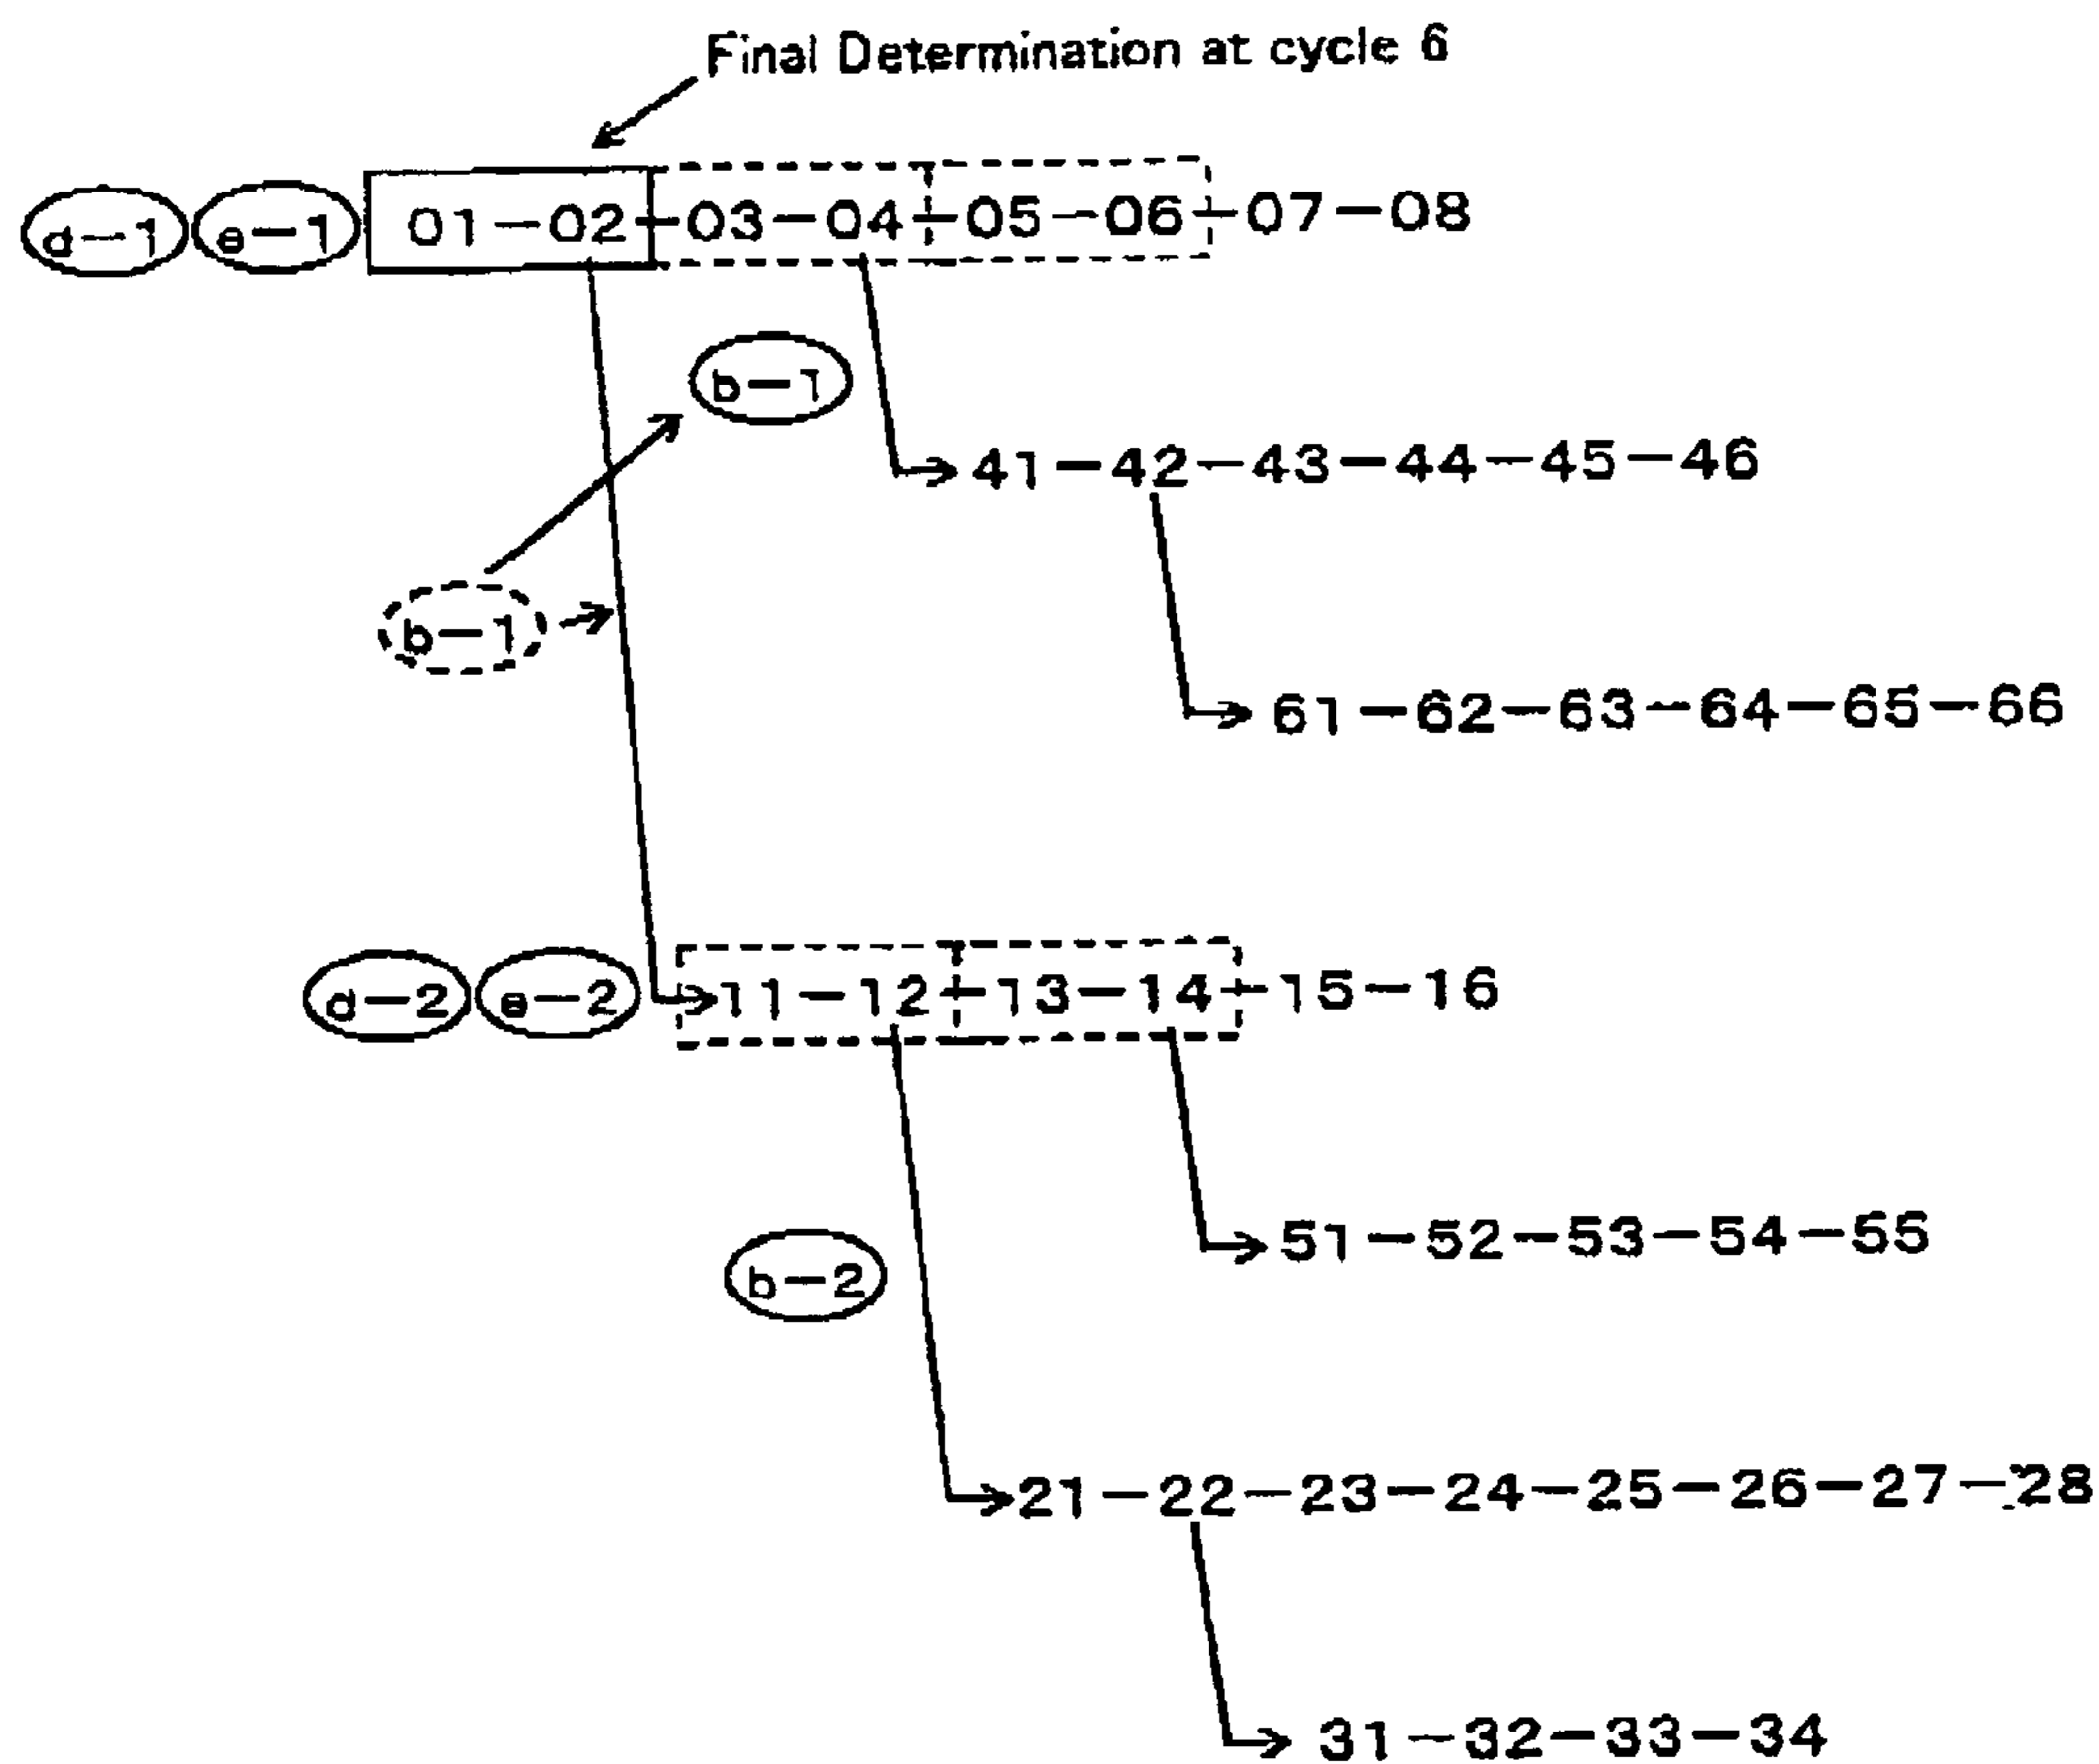 Final Determination at cycle 6
d-1 e-1 01-02-03-04-05-06-07-08
b-1
41-42-43-44-45-46
b-1
61-62-63-64-65-66
d-2 e-2 11-12-13-14-15-16
51-52-53-54-55
b-2
21-22-23-24-25-26-27-28
31-32-33-34